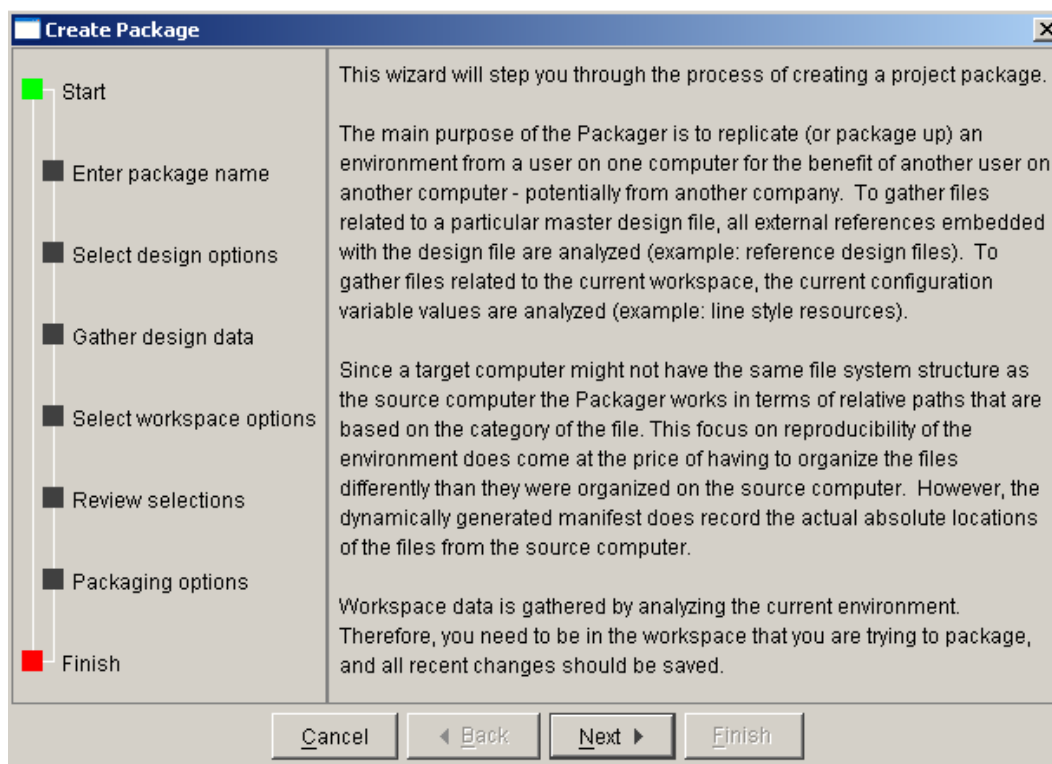 Create Package
Start
Enter package name
Select design options
Gather design data
Select workspace options
Review selections
Packaging options
Finish
This wizard will step you through the process of creating a project package.
The main purpose of the Packager is to replicate (or package up) an
environment from a user on one computer for the benefit of another user on
another computer - potentially from another company.  To gather files
related to a particular master design file, all external references embedded
with the design file are analyzed (example: reference design files).  To
gather files related to the current workspace, the current configuration
variable values are analyzed (example: line style resources).
Since a target computer might not have the same file system structure as
the source computer the Packager works in terms of relative paths that are
based on the category of the file. This focus on reproducibility of the
environment does come at the price of having to organize the files
differently than they were organized on the source computer.  However, the
dynamically generated manifest does record the actual absolute locations
of the files from the source computer.
Workspace data is gathered by analyzing the current environment.
Therefore, you need to be in the workspace that you are trying to package,
and all recent changes should be saved.
Cancel
Back
Next
Finish